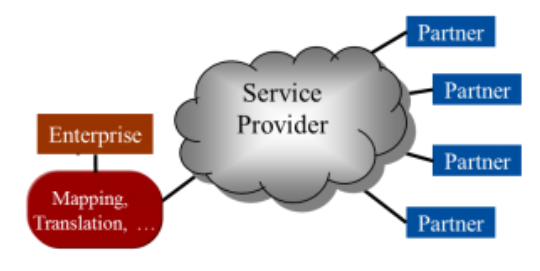 Partner
Service
Provider
Partner
Enterprise
Partner
Mapping,
Translation, ...
Partner